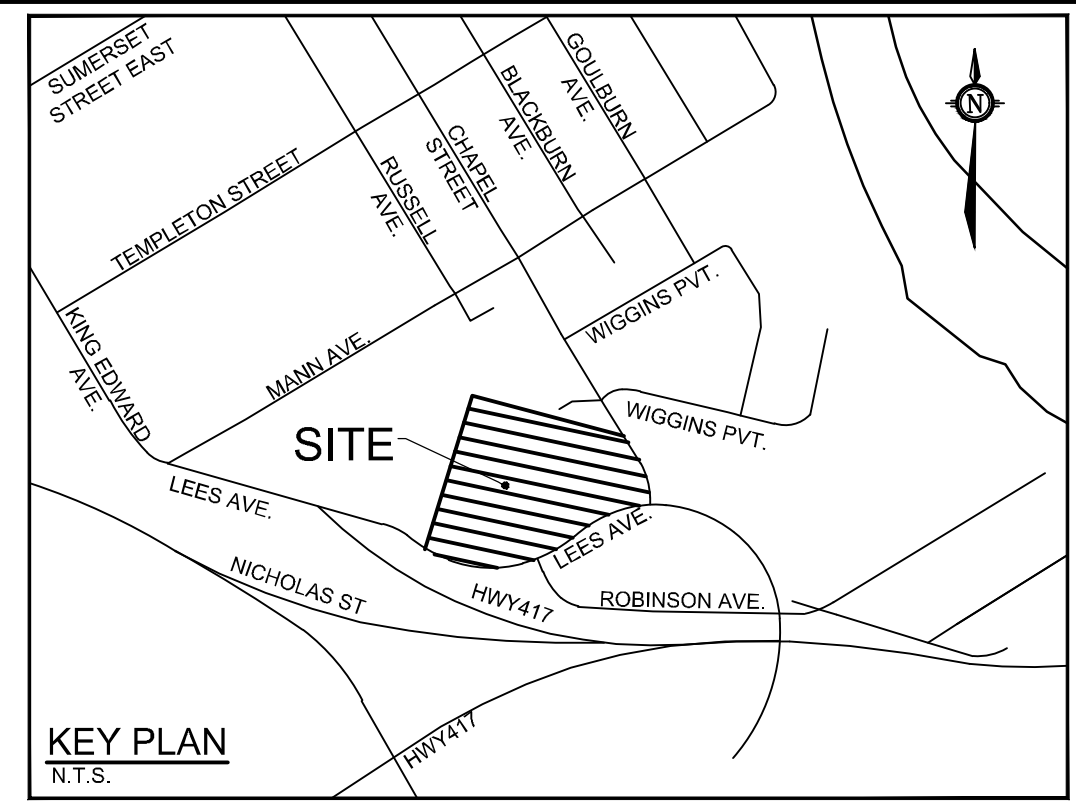 SUMERSET
STREET EAST
GOULBURN
AVE.
BLACKBURN
AVE.
N
CHAPEL
STREET
RUSSELL
AVE.
TEMPLETON STREET
WIGGINS PVT.
KING EDWARD
AVE.
MANN AVE.
WIGGINS PVT.
SITE
LEES AVE.
LEES AVE.
NICHOLAS ST
HWY417
ROBINSON AVE.
HWY417
KEY PLAN
N.T.S.